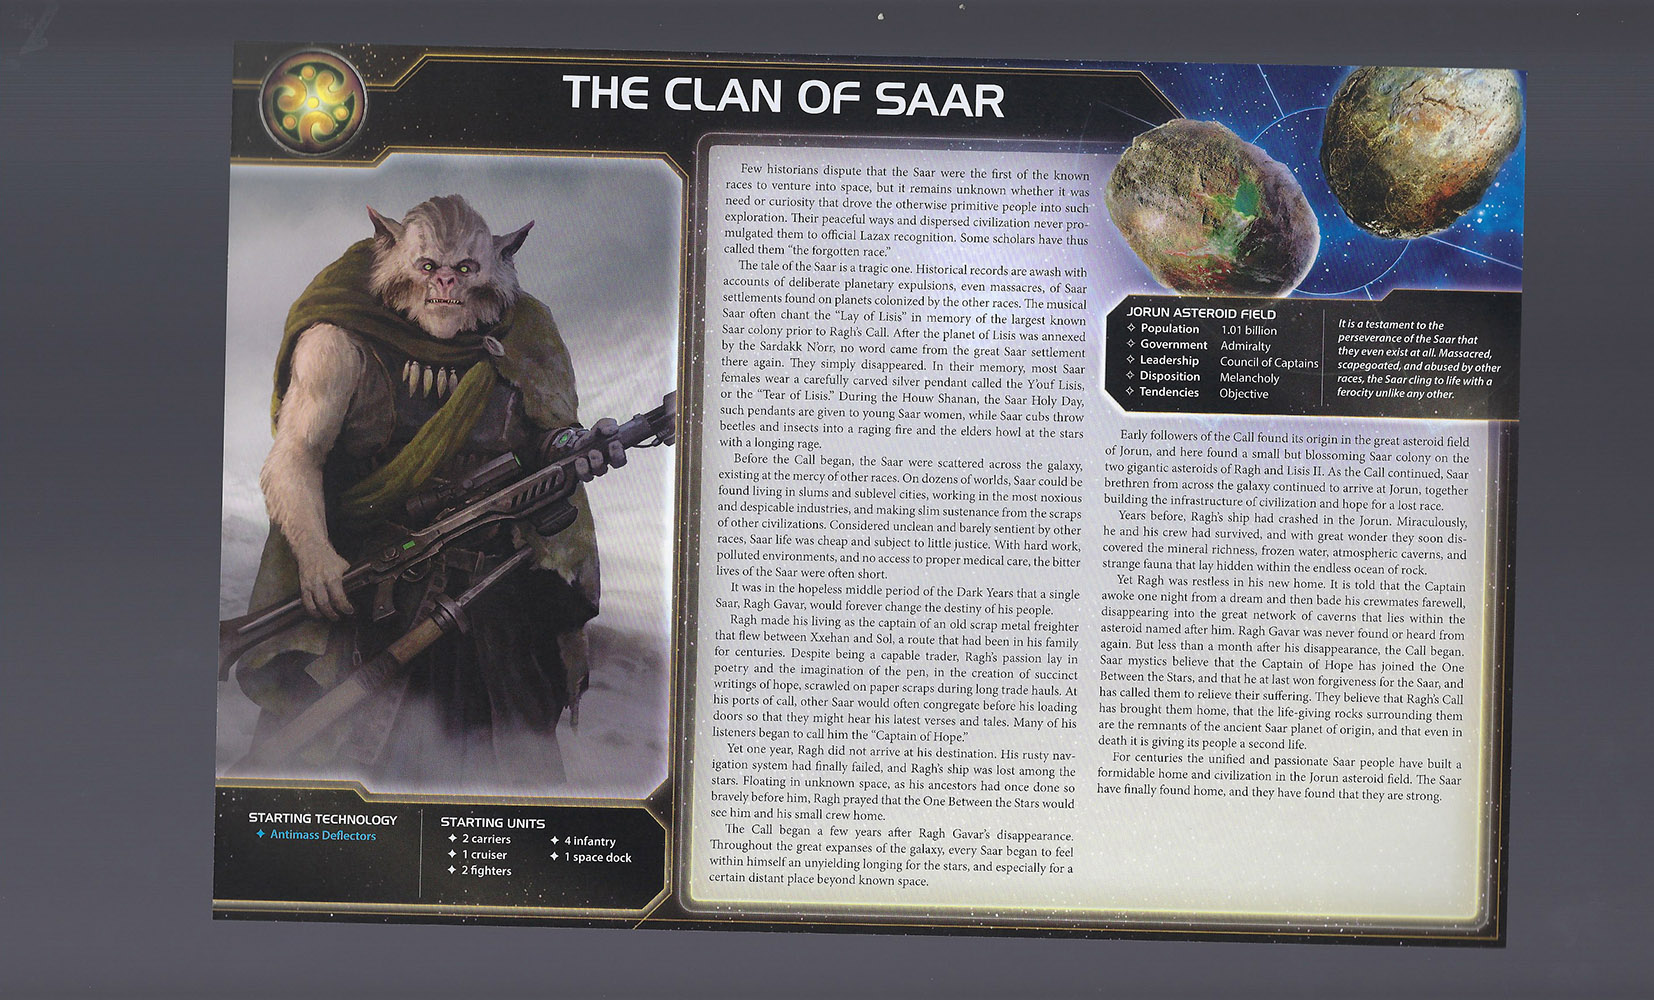 THE CLAN OF SAAR
Few historians dispute that the Saar were the first of the known
races to venture into space, but it remains unknown whether it was
need or curiosity that drove the otherwise primitive people into such
exploration. Their peaceful ways and dispersed civilization never pro-
mulgated them to official Lazax recognition. Some scholars have thus
called them “the forgotten race.”
The tale of the Saar is a tragic one. Historical records are awash with
accounts of deliberate planetary expulsions, even massacres, of Saar
settlements found on planets colonized by the other races. The musical
Saar often chant the “Lay of Lisis” in memory of the largest known
Saar colony prior to Ragh’s Call. After the planet of Lisis was annexed
by the Sardakk N’orr, no word came from the great Saar settlement
there again. They simply disappeared. In their memory, most Saar
females wear a carefully carved silver pendant called the Y’ouf Lisis,
or the “Tear of Lisis.” During the Houw Shanan, the Saar Holy Day,
such pendants are given to young Saar women, while Saar cubs throw
beetles and insects into a raging fire and the elders howl at the stars
with a longing rage.
Before the Call began, the Saar were scattered across the galaxy,
existing at the mercy of other races. On dozens of worlds, Saar could be
found living in slums and sublevel cities, working in the most noxious
and despicable industries, and making slim sustenance from the scraps
of other civilizations. Considered unclean and barely sentient by other
races, Saar life was cheap and subject to little justice. With hard work,
polluted environments, and no access to proper medical care, the bitter
lives of the Saar were often short.
It was in the hopeless middle period of the Dark Years that a single
Saar, Ragh Gavar, would forever change the destiny of his people.
Ragh made his living as the captain of an old scrap metal freighter
that flew between Xxehan and Sol, a route that had been in his family
for centuries. Despite being a capable trader, Ragh’s passion lay in
poetry and the imagination of the pen, in the creation of succinct
writings of hope, scrawled on paper scraps during long trade hauls. At
his ports of call, other Saar would often congregate before his loading
doors so that they might hear his latest verses and tales. Many of his
listeners began to call him the “Captain of Hope.”
Yet one year, Ragh did not arrive at his destination. His rusty nav-
igation system had finally failed, and Ragh’s ship was lost among the
stars. Floating in unknown space, as his ancestors had once done so
bravely before him, Ragh prayed that the One Between the Stars would
see him and his small crew home.
The Call began a few years after Ragh Gavar’s disappearance.
Throughout the great expanses of the galaxy, every Saar began to feel
within himself an unyielding longing for the stars, and especially for a
certain distant place beyond known space.
JORUN ASTEROID FIELD
Population 1.01 billion
Government Admiralty
Leadership Council of Captains
Disposition Melancholy
Tendencies Objective
It is a testament to the
perseverance of the Saar that
they even exist at all. Massacred,
scapegoated, and abused by other
races, the Saar cling to life with a
ferocity unlike any other.
Early followers of the Call found its origin in the great asteroid field
of Jorun, and here found a small but blossoming Saar colony on the
two gigantic asteroids of Ragh and Lisis II. As the Call continued, Saar
brethren from across the galaxy continued to arrive at Jorun, together
building the infrastructure of civilization and hope for a lost race.
Years before, Ragh’s ship had crashed in the Jorun. Miraculously,
he and his crew had survived, and with great wonder they soon dis-
covered the mineral richness, frozen water, atmospheric caverns, and
strange fauna that lay hidden within the endless ocean of rock.
Yet Ragh was restless in his new home. It is told that the Captain
awoke one night from a dream and then bade his crewmates farewell,
disappearing into the great network of caverns that lies within the
asteroid named after him. Ragh Gavar was never found or heard from
again. But less than a month after his disappearance, the Call began.
Saar mystics believe that the Captain of Hope has joined the One
Between the Stars, and that he at last won forgiveness for the Saar, and
has called them to relieve their suffering. They believe that Ragh’s Call
has brought them home, that the life-giving rocks surrounding them
are the remnants of the ancient Saar planet of origin, and that even in
death it is giving its people a second life.
For centuries the unified and passionate Saar people have built a
formidable home and civilization in the Jorun asteroid field. The Saar
have finally found home, and they have found that they are strong.
STARTING TECHNOLOGY
Antimass Deflectors
STARTING UNITS
2 carriers
1 cruiser
2 fighters
4 infantry
1 space dock